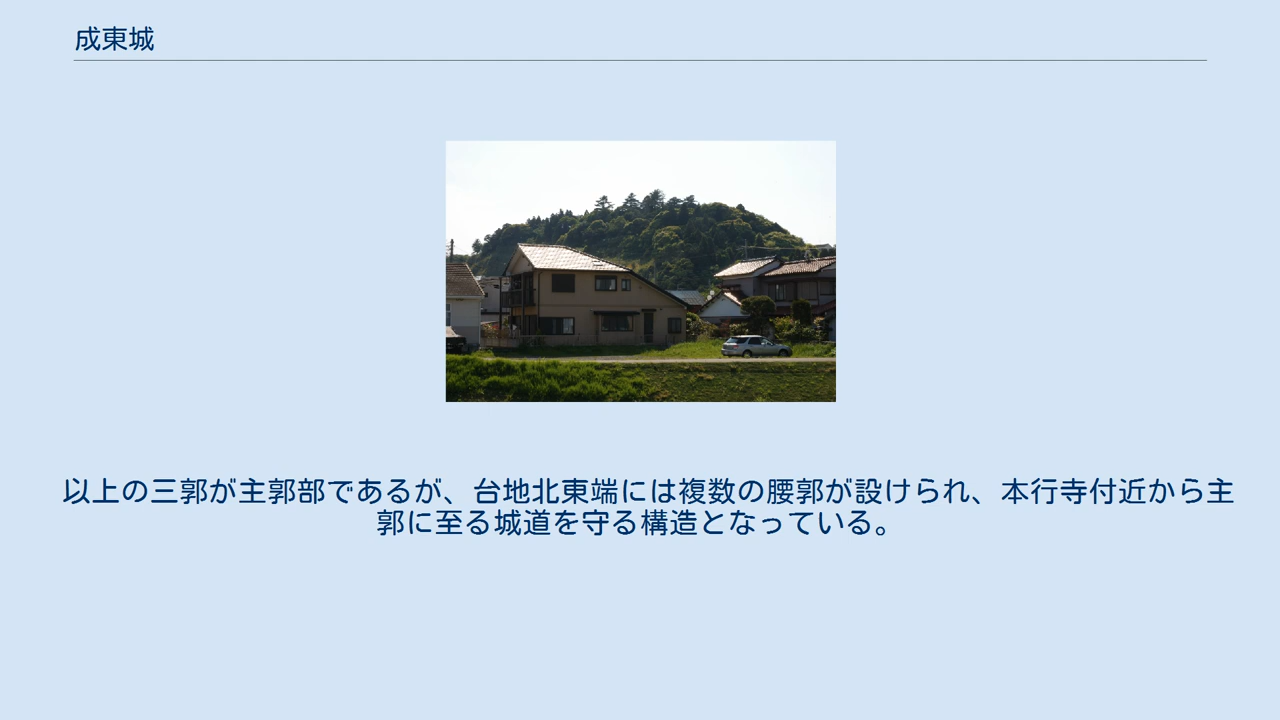 成東城
以上の三郭が主郭部であるが、台地北東端には複数の腰郭が設けられ、本行寺付近から主
郭に至る城道を守る構造となっている。